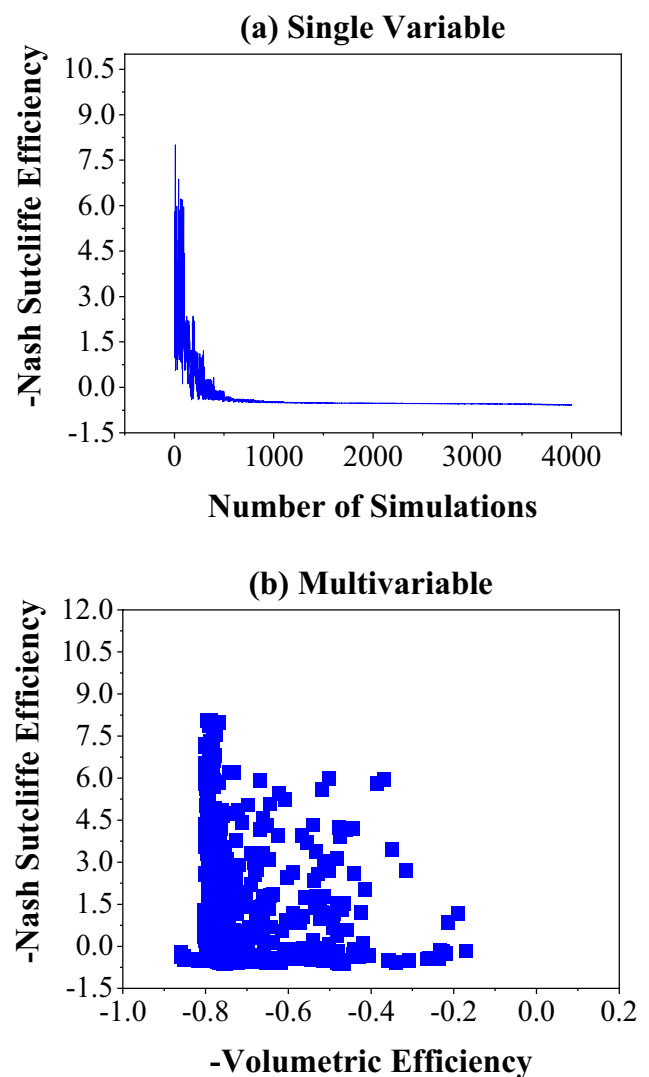 (a) Single Variable
-Nash Sutcliffe Efficiency
10.5
9.0
7.5
6.0
4.5
3.0
1.5
0.0
-1.5
0 1000 2000 3000 4000
Number of Simulations
(b) Multivariable
-Nash Sutcliffe Efficiency
12.0
10.5
9.0
7.5
6.0
4.5
3.0
1.5
0.0
-1.5
-1.0 -0.8 -0.6 -0.4 -0.2 0.0 0.2
-Volumetric Efficiency